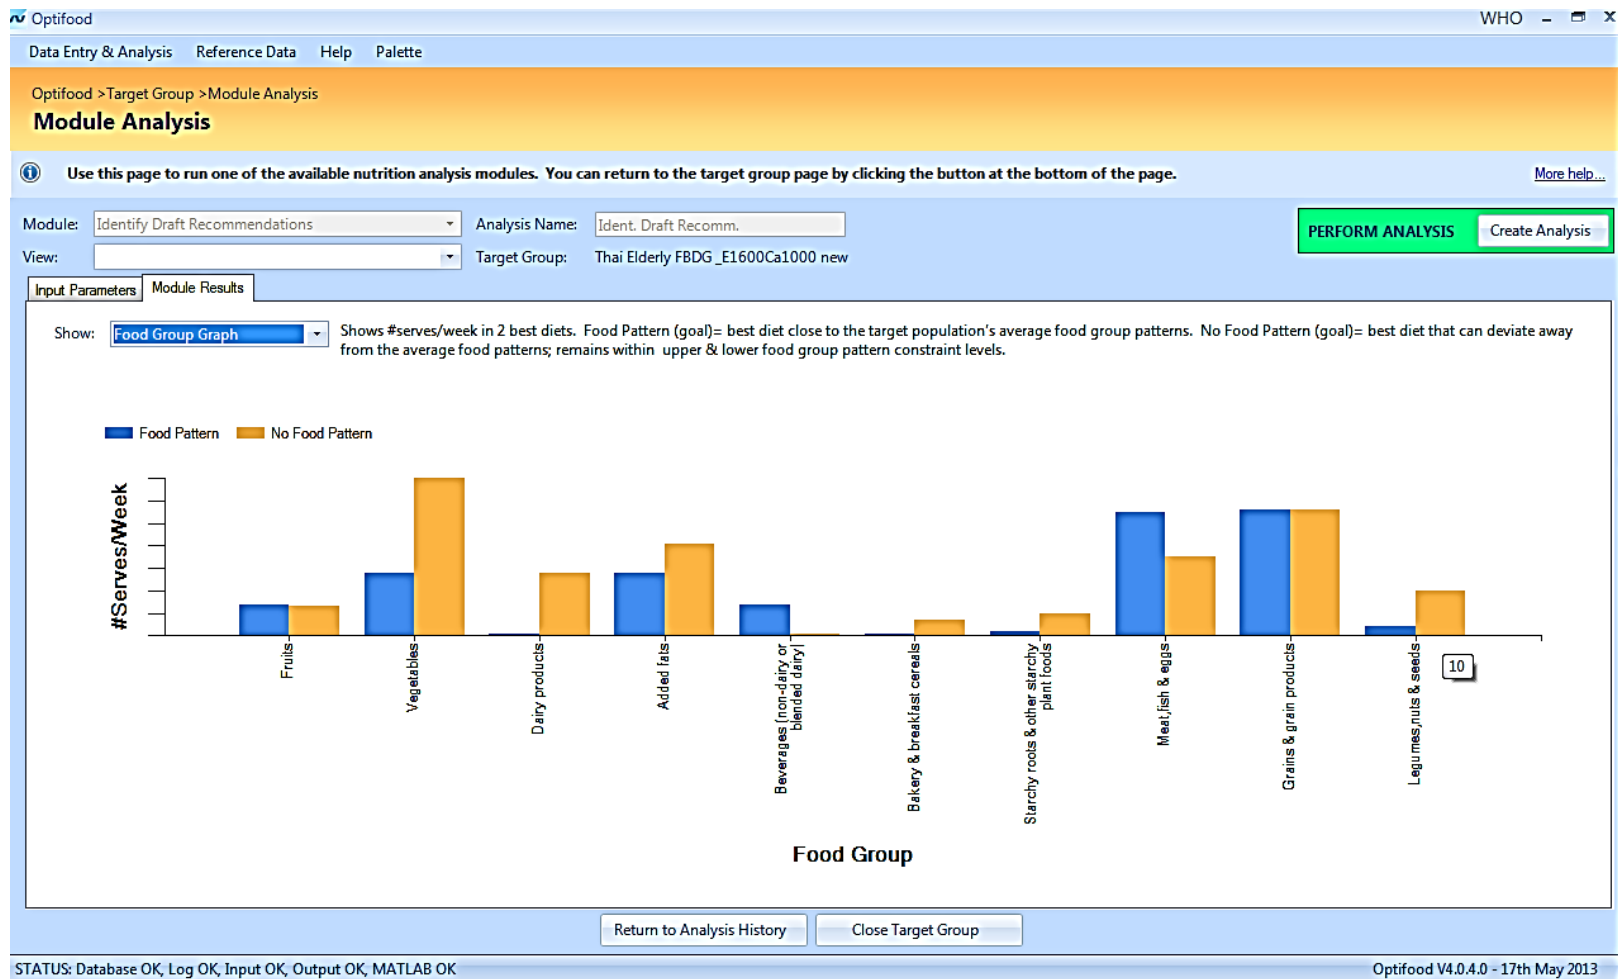 Optifood
WHO
Data Entry & Analysis Reference Data Help Palette
Optifood >Target Group >Module Analysis
Module Analysis
Use this page to run one of the available nutrition analysis modules. You can return to the target group page by clicking the button at the bottom of the page.
More help...
Module: Identify Draft Recommendations Analysis Name: Ident. Draft Recomm.
PERFORM ANALYSIS Create Analysis
View: Target Group: Thai Elderly FBDG_E1600Ca1000 new
Input Parameters Module Results
Show: Food Group Graph
Shows #serves/week in 2 best diets. Food Pattern (goal)= best diet close to the target population's average food group patterns. No Food Pattern (goal)= best diet that can deviate away
from the average food patterns; remains within upper & lower food group pattern constraint levels.
Food Pattern No Food Pattern
#Serves/Week
Fruits
Vegetables
Dairy products
Added fats
Beverages (non-dairy or
blended dairy)
Bakery & breakfast cereals
Starchy roots & other starchy
plant foods
Meat,fish & eggs
Grains & grain products
Legumes,nuts & seeds
10
Food Group
Return to Analysis History Close Target Group
STATUS: Database OK, Log OK, Input OK, Output OK, MATLAB OK
Optifood V4.0.4.0 - 17th May 2013